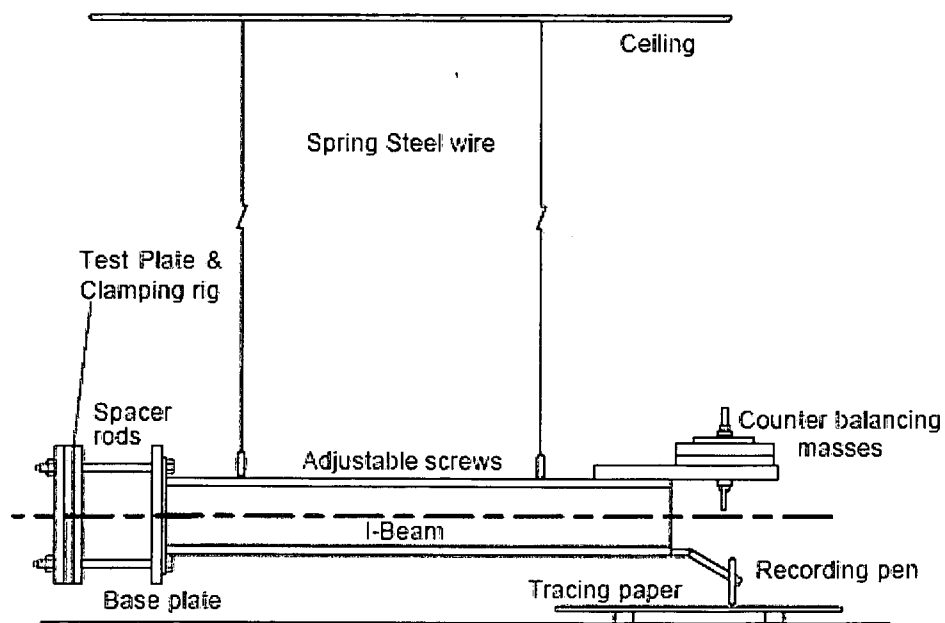 Ceiling
Spring Steel wire
Test Plate &
Clamping rig
Spacer
rods
Adjustable screws
Counter balancing
masses
I-Beam
Base plate
Tracing paper
Recording pen